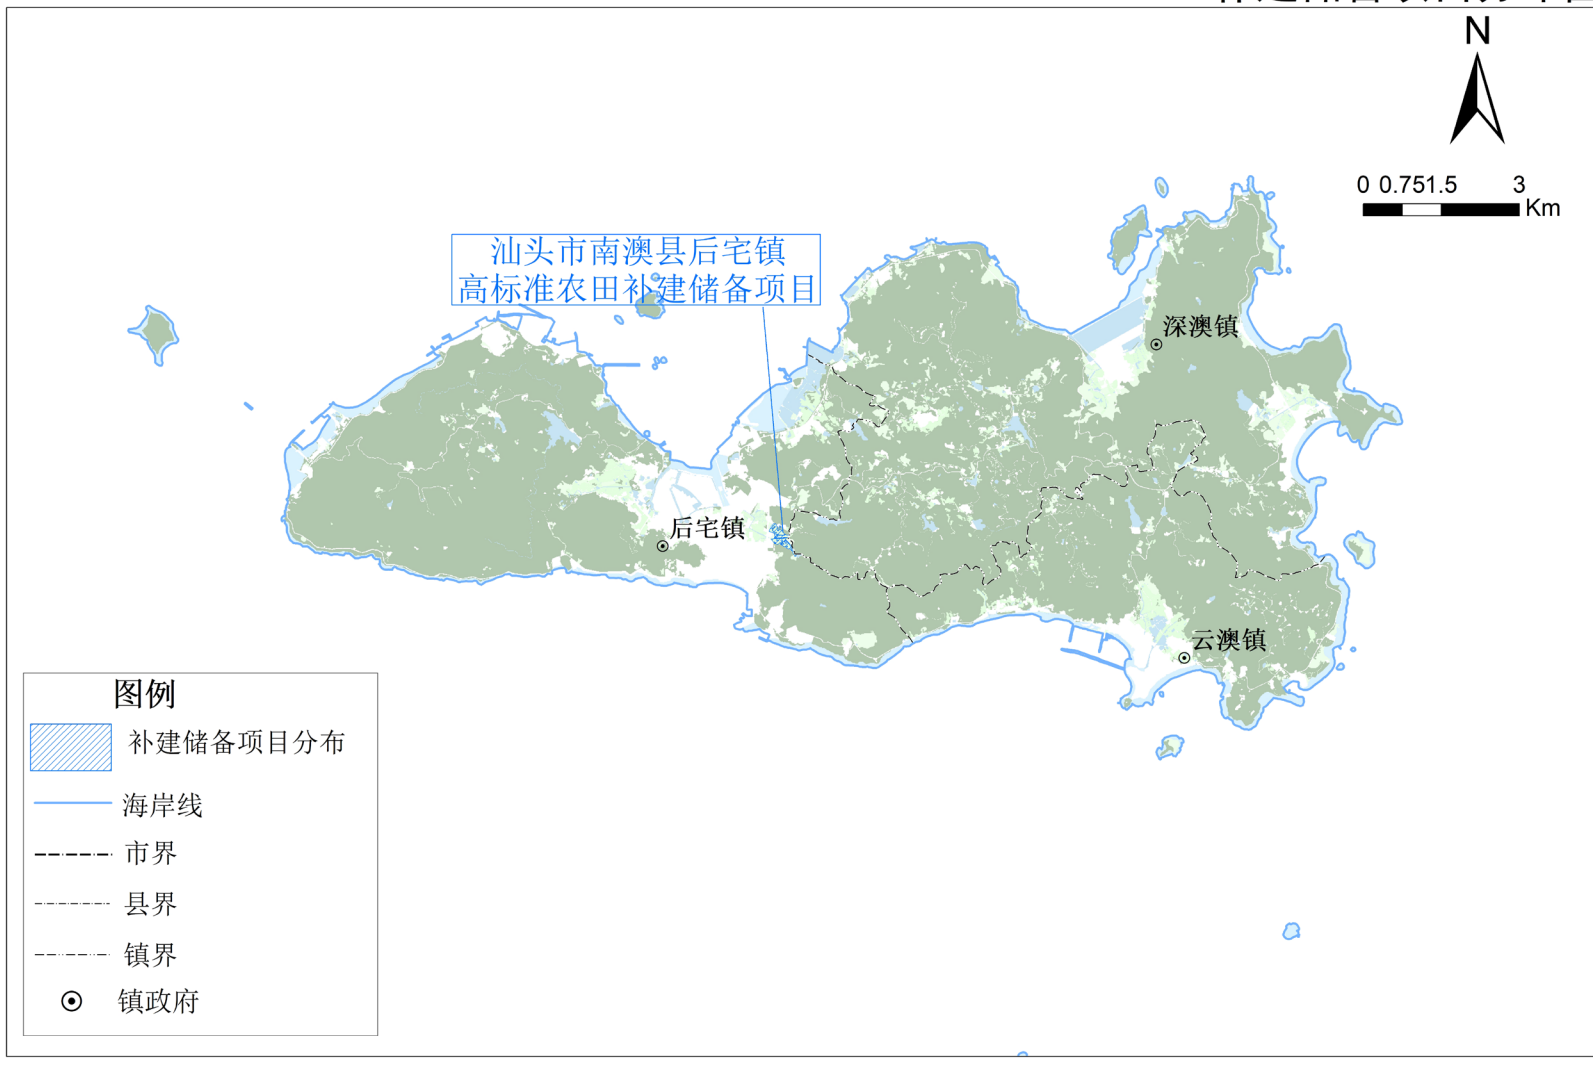 N
0 0.751.5 3
Km
汕头市南澳县后宅镇
高标准农田补建储备项目
深澳镇
后宅镇
云澳镇
图例
补建储备项目分布
海岸线
市界
县界
镇界
镇政府